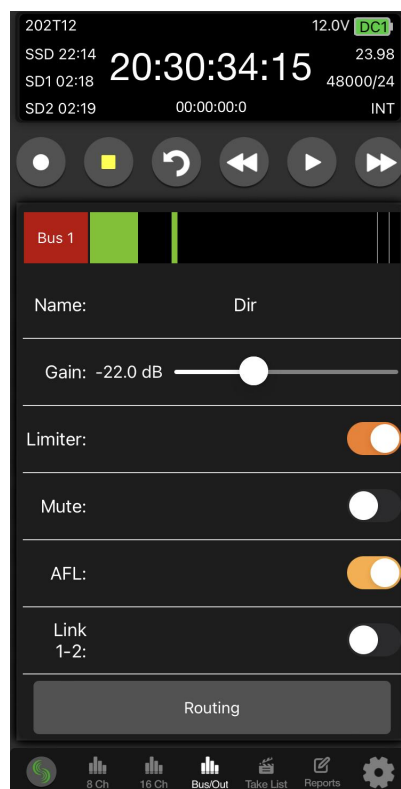 202T12
12.0V DC1
SSD 22:14
20:30:34:15
23.98
SD1 02:18
48000/24
SD2 02:19
00:00:00:0
INT
Bus 1
Name: Dir
Gain: -22.0 dB
Limiter:
Mute:
AFL:
Link
1-2:
Routing
8 Ch 16 Ch Bus/Out Take List Reports